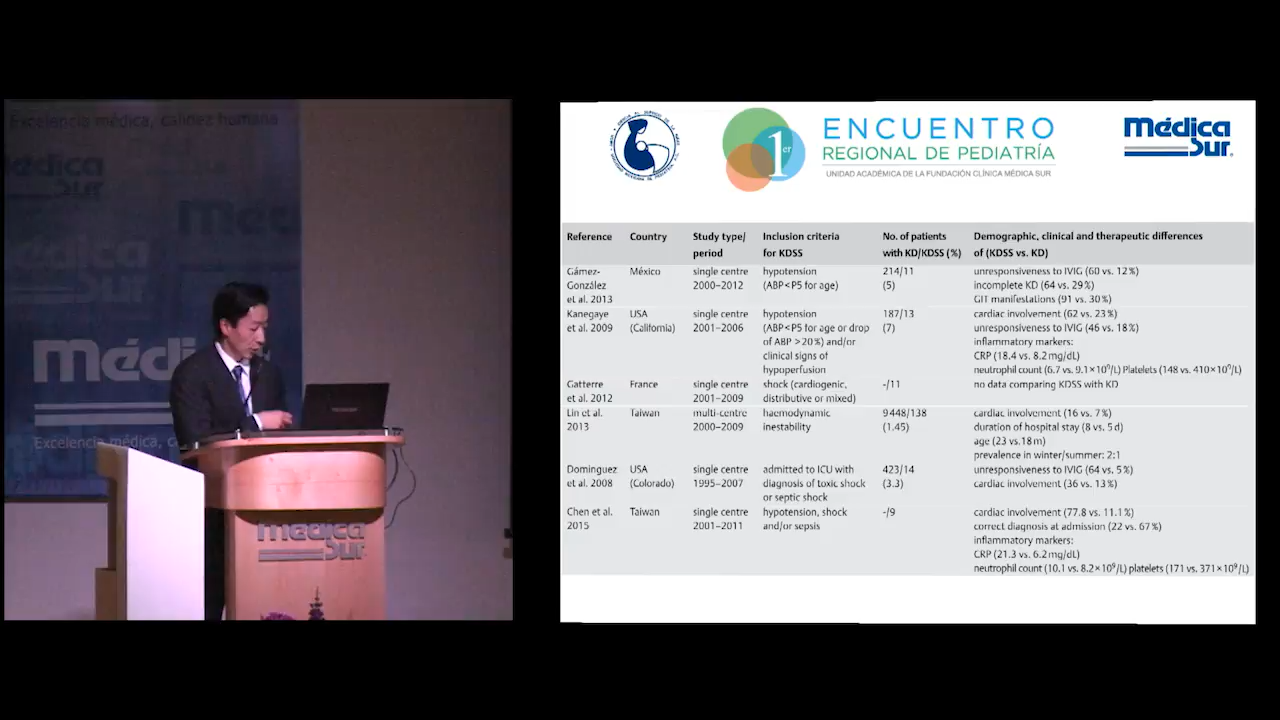 Excelencia médica, calidez humana
médica
Sur
médica
médica
Sur
médica
Excelencia médica, ca
médica
Sur
1er
ENCUENTRO
REGIONAL DE PEDIATRÍA
UNIDAD ACADÉMICA DE LA FUNDACIÓN CLÍNICA MÉDICA SUR
médica
Sur
Reference Country Study type/ Inclusion criteria No. of patients Demographic, clinical and therapeutic differences
period for KDSS with KD/KDSS (%) of (KDSS vs. KD)
Gámez- México single centre hypotension 214/11 unresponsiveness to IVIG (60 vs. 12%)
González 2000–2012 (ABP<P5 for age) (5) incomplete KD (64 vs. 29%)
et al. 2013 GIT manifestations (91 vs. 30%)
Kanegaye USA single centre hypotension 187/13 cardiac involvement (62 vs. 23%)
et al. 2009 (California) 2001–2006 (ABP<P5 for age or drop (7) unresponsiveness to IVIG (46 vs. 18%)
of ABP >20%) and/or inflammatory markers:
clinical signs of CRP (18.4 vs. 8.2 mg/dL)
hypoperfusion neutrophil count (6.7 vs. 9.1×10⁹/L) Platelets (148 vs. 410×10⁹/L)
Gatterre France single centre shock (cardiogenic, -/11 no data comparing KDSS with KD
et al. 2012 2001–2009 distributive or mixed)
Lin et al. Taiwan multi-centre haemodynamic 9448/138 cardiac involvement (16 vs. 7%)
2013 2000–2009 inestability (1.45) duration of hospital stay (8 vs. 5 d)
age (23 vs.18 m)
prevalence in winter/summer: 2:1
Dominguez USA single centre admitted to ICU with 423/14 unresponsiveness to IVIG (64 vs. 5%)
et al. 2008 (Colorado) 1995–2007 diagnosis of toxic shock (3.3) cardiac involvement (36 vs. 13%)
or septic shock
Chen et al. Taiwan single centre hypotension, shock -/9 cardiac involvement (77.8 vs. 11.1%)
2015 2001–2011 and/or sepsis correct diagnosis at admission (22 vs. 67%)
inflammatory markers:
CRP (21.3 vs. 6.2 mg/dL)
neutrophil count (10.1 vs. 8.2×10⁹/L) platelets (171 vs. 371×10⁹/L)